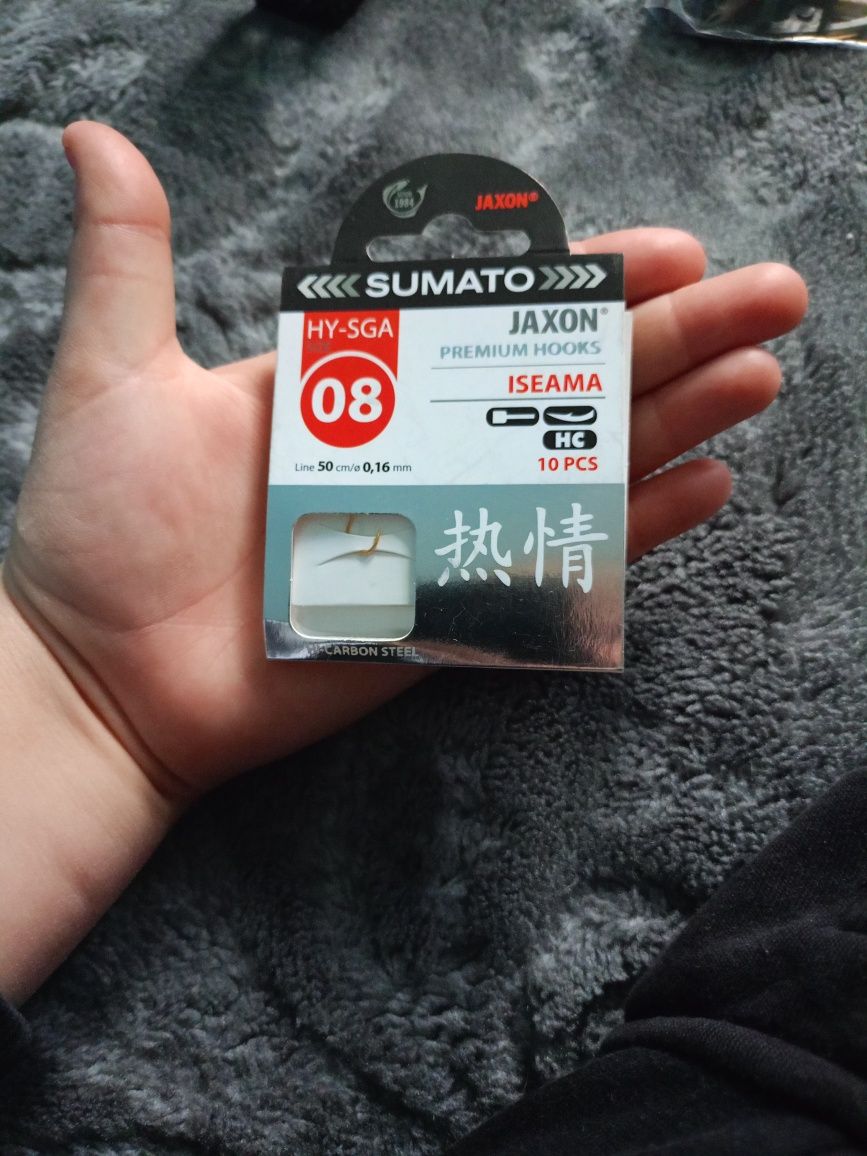 1984
JAXON®
SUMATO
HY-SGA
JAXON®
PREMIUM HOOKS
08
ISEAMA
HC
10 PCS
Line 50 cm/ø 0,16 mm
热情
CARBON STEEL